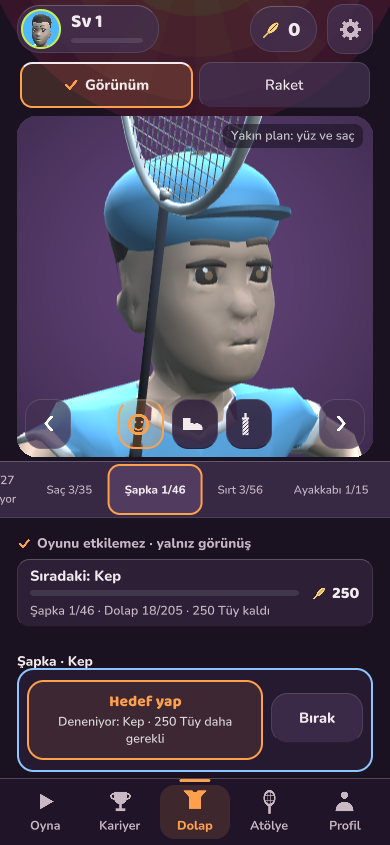 Sv 1
0
Görünüm
Raket
Yakın plan: yüz ve saç
/27
yor
Saç 3/35
Şapka 1/46
Sırt 3/56
Ayakkabı 1/15
Oyunu etkilemez · yalnız görünüş
Sıradaki: Kep
250
Şapka 1/46 · Dolap 18/205 · 250 Tüy kaldı
Şapka · Kep
Hedef yap
Deneniyor: Kep · 250 Tüy daha
gerekli
Bırak
Oyna
Kariyer
Dolap
Atölye
Profil